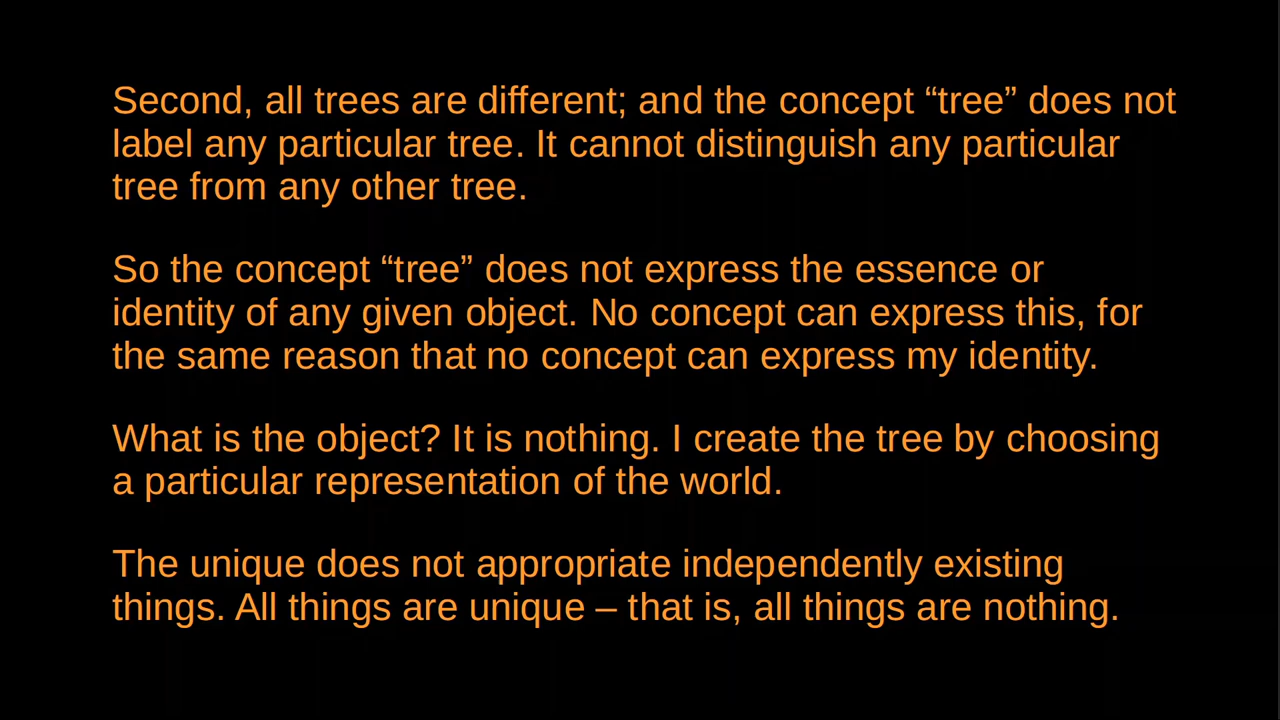 Second, all trees are different; and the concept “tree” does not
label any particular tree. It cannot distinguish any particular
tree from any other tree.
So the concept “tree” does not express the essence or
identity of any given object. No concept can express this, for
the same reason that no concept can express my identity.
What is the object? It is nothing. I create the tree by choosing
a particular representation of the world.
The unique does not appropriate independently existing
things. All things are unique – that is, all things are nothing.